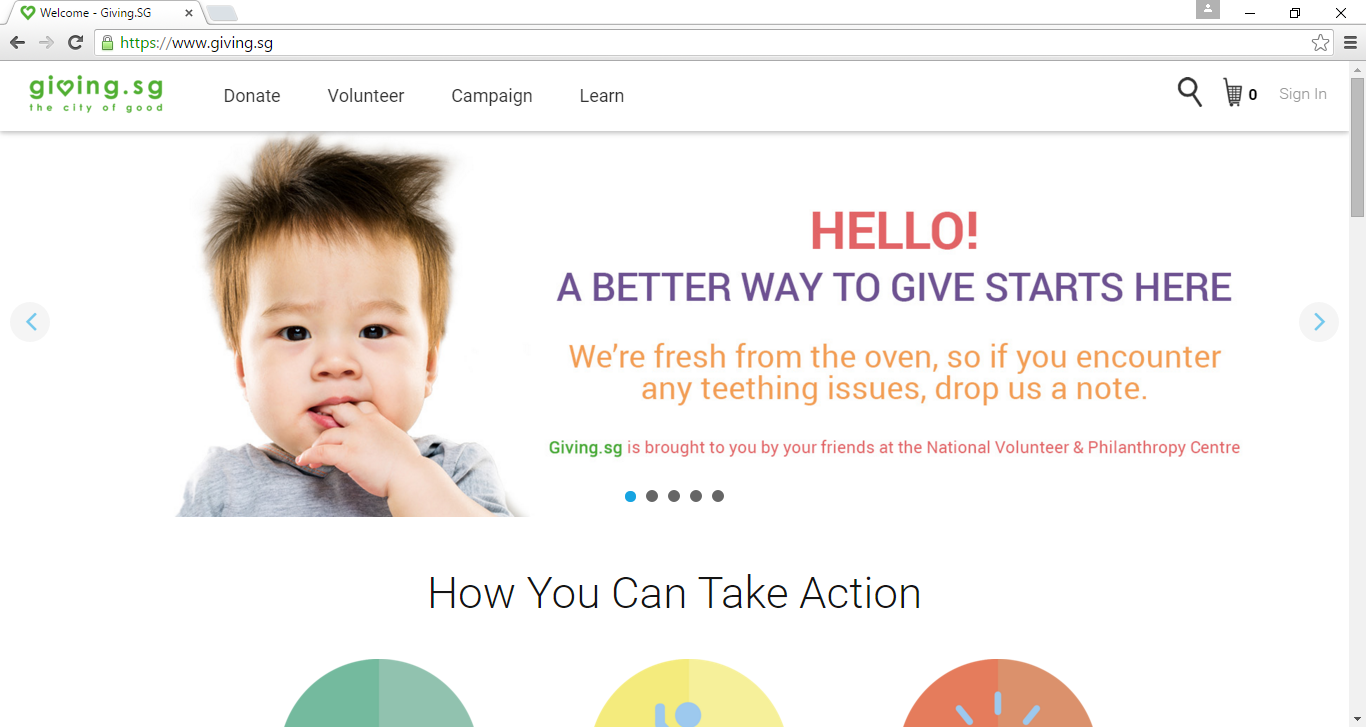 Welcome - Giving.SG
https://www.giving.sg
giving.sg
the city of good
Donate
Volunteer
Campaign
Learn
0
Sign In
HELLO!
A BETTER WAY TO GIVE STARTS HERE
We're fresh from the oven, so if you encounter
any teething issues, drop us a note.
Giving.sg is brought to you by your friends at the National Volunteer & Philanthropy Centre
How You Can Take Action